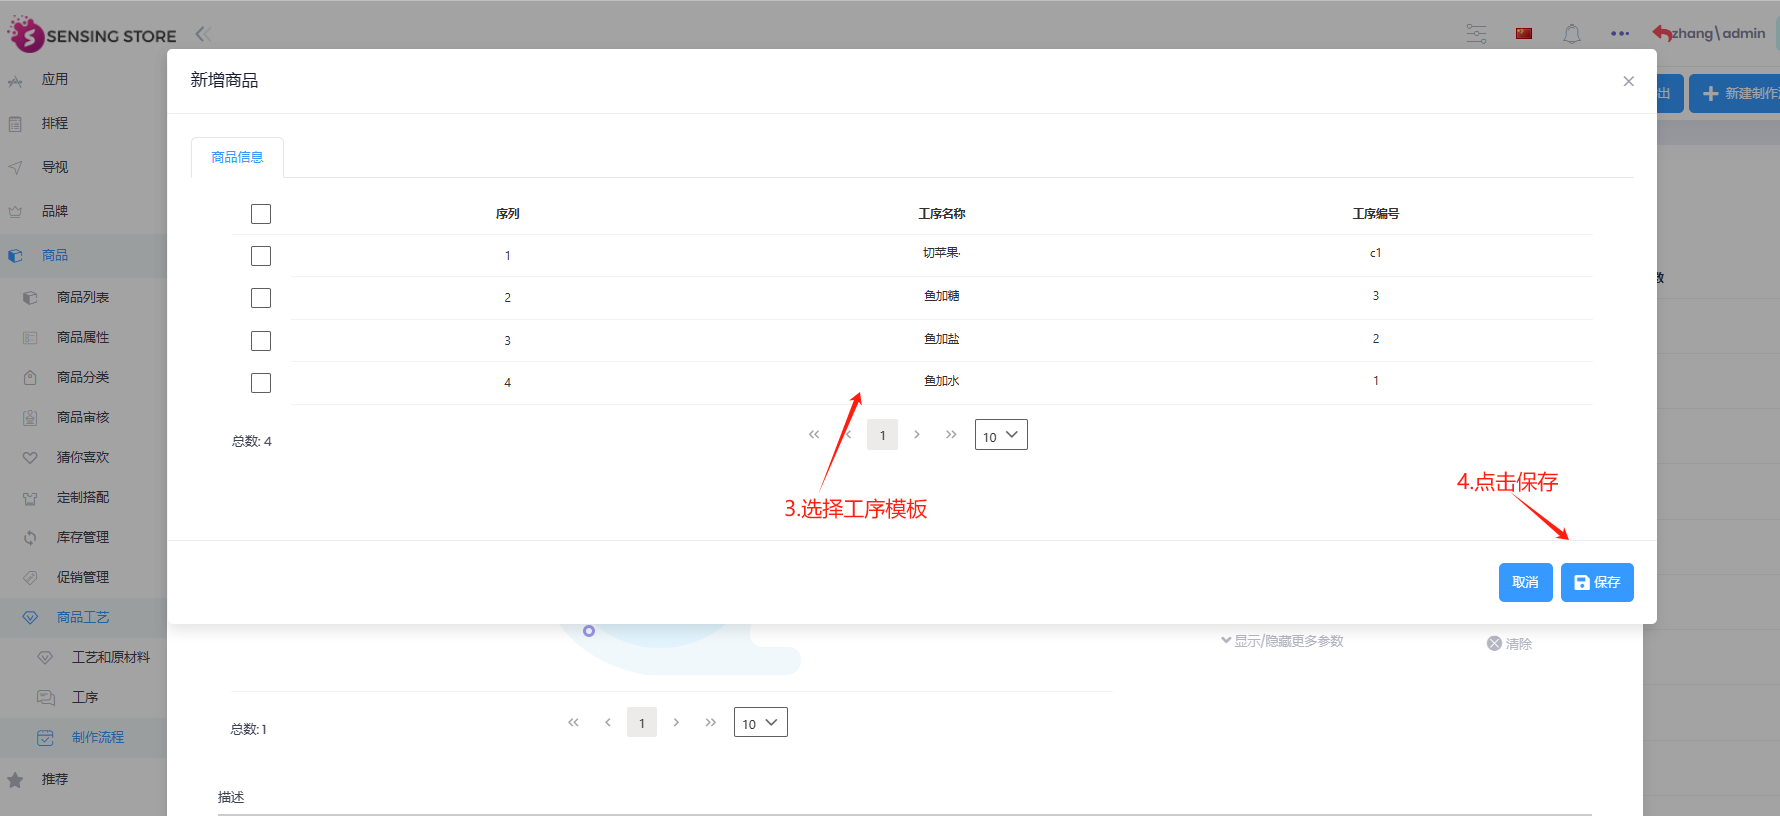 SENSING STORE
zhang\admin
应用
排程
导视
品牌
商品
商品列表
商品属性
商品分类
商品审核
猜你喜欢
定制搭配
库存管理
促销管理
商品工艺
工艺和原材料
工序
制作流程
推荐
出
新建制作
新增商品
商品信息
序列 工序名称 工序编号
1 切苹果· c1
2 鱼加糖 3
3 鱼加盐 2
4 鱼加水 1
总数: 4
1
10
3.选择工序模板
4.点击保存
取消
保存
数
显示/隐藏更多参数
清除
总数:1
1
10
描述